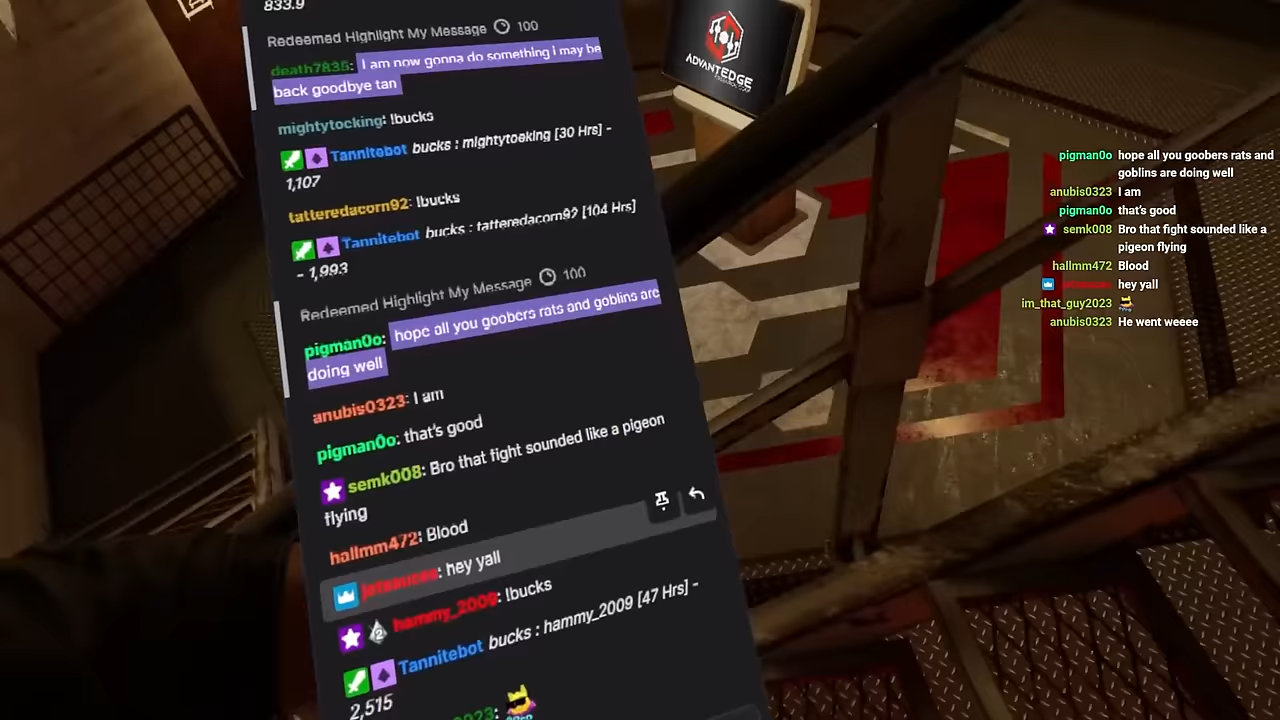 833.9
Redeemed Highlight My Message 100
death7835: I am now gonna do something i may be
back goodbye tan
mightytocking: !bucks
Tannitebot bucks : mightytocking [30 Hrs] -
1,107
tatteredacorn92: !bucks
Tannitebot bucks : tatteredacorn92 [104 Hrs]
- 1,993
Redeemed Highlight My Message 100
pigman0o: hope all you goobers rats and goblins are
doing well
anubis0323: I am
pigman0o: that's good
semk008: Bro that fight sounded like a pigeon
flying
hallmm472: Blood
: hey yall
hammy_2009: !bucks
Tannitebot bucks : hammy_2009 [47 Hrs] -
2,515
ADVANTEDGE
pigman0o hope all you goobers rats and
goblins are doing well
anubis0323 I am
pigman0o that's good
semk008 Bro that fight sounded like a
pigeon flying
hallmm472 Blood
hey yall
im_that_guy2023
anubis0323 He went weeee